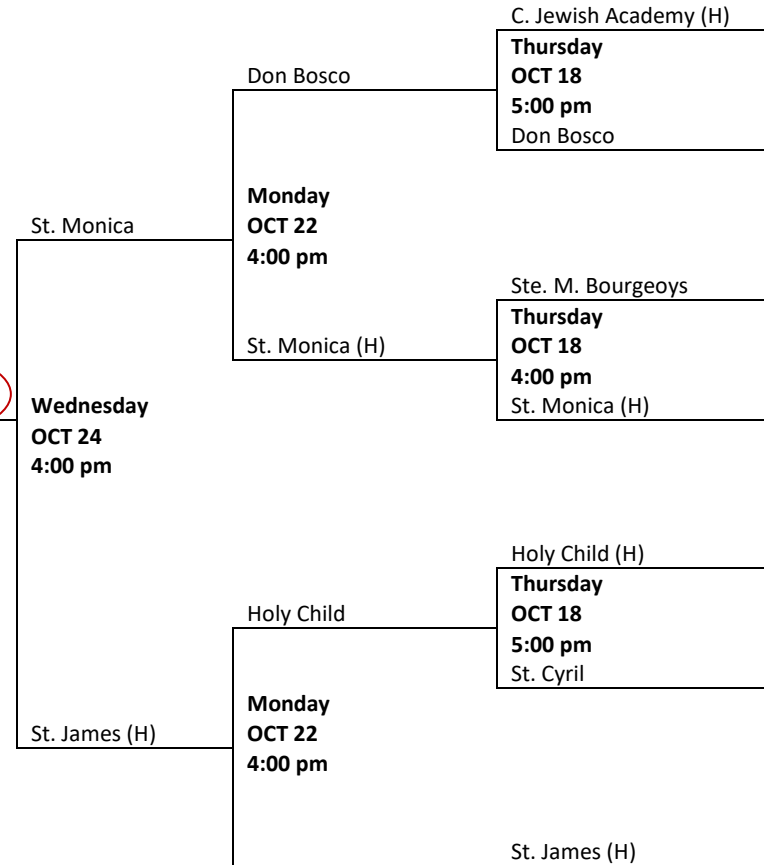 C. Jewish Academy (H)
Thursday
OCT 18
5:00 pm
Don Bosco
Don Bosco
Monday
OCT 22
4:00 pm
St. Monica
Ste. M. Bourgeoys
Thursday
OCT 18
4:00 pm
St. Monica (H)
St. Monica (H)
Wednesday
OCT 24
4:00 pm
Holy Child (H)
Thursday
OCT 18
5:00 pm
St. Cyril
Holy Child
Monday
OCT 22
4:00 pm
St. James (H)
St. James (H)